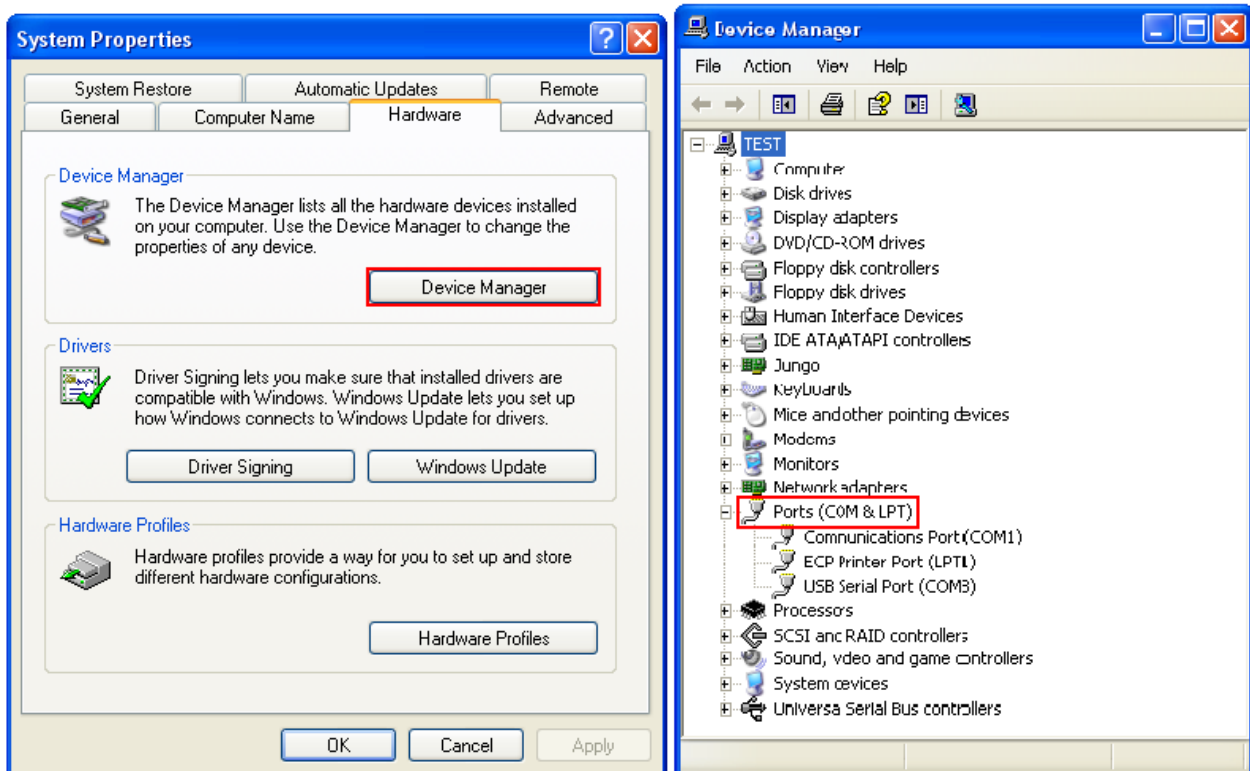 System Properties
System Restore Automatic Updates Remote
General Computer Name Hardware Advanced
Device Manager
The Device Manager lists all the hardware devices installed
on your computer. Use the Device Manager to change the
properties of any device.
Device Manager
Drivers
Driver Signing lets you make sure that installed drivers are
compatible with Windows. Windows Update lets you set up
how Windows connects to Windows Update for drivers.
Driver Signing Windows Update
Hardware Profiles
Hardware profiles provide a way for you to set up and store
different hardware configurations.
Hardware Profiles
OK Cancel Apply
Device Manager
File Action View Help
TEST
Computer
Disk drives
Display adapters
DVD/CD-ROM drives
Floppy disk controllers
Floppy disk drives
Human Interface Devices
IDE ATA/ATAPI controllers
Jungo
Keyboards
Mice and other pointing devices
Modems
Monitors
Network adapters
Ports (COM & LPT)
Communications Port (COM1)
ECP Printer Port (LPT1)
USB Serial Port (COM3)
Processors
SCSI and RAID controllers
Sound, video and game controllers
System devices
Universal Serial Bus controllers